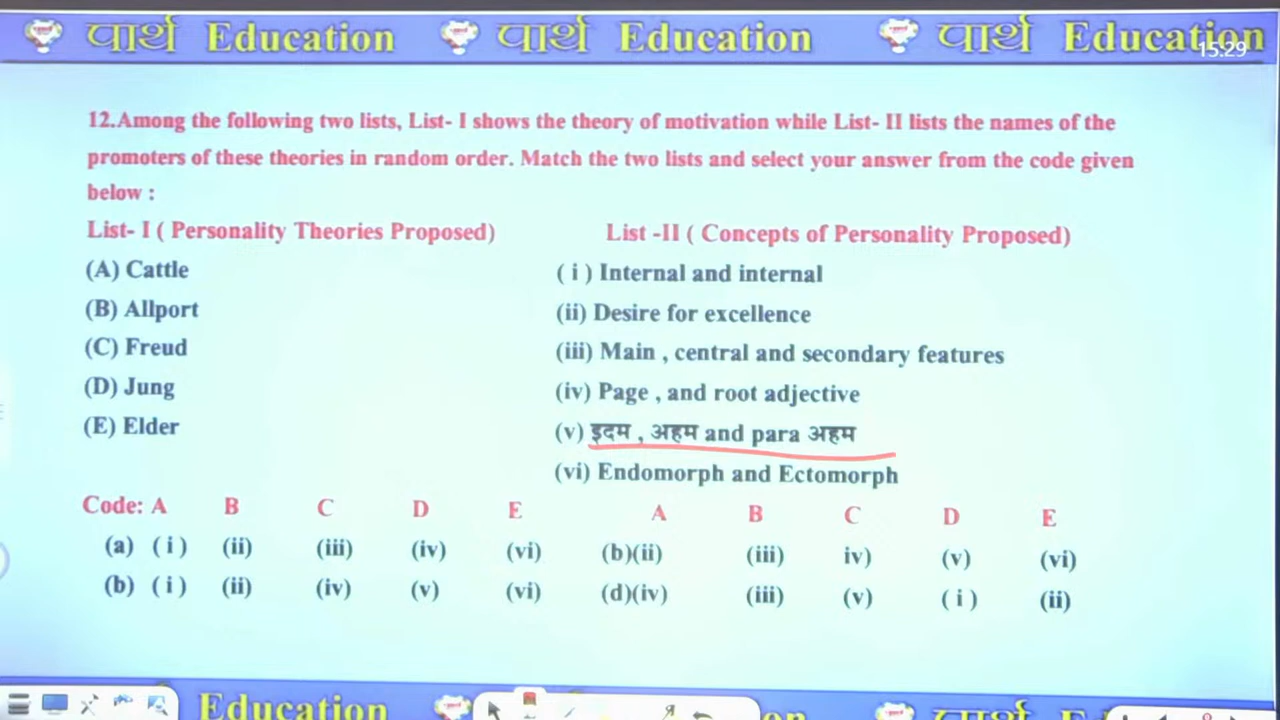 पार्थ Education पार्थ Education पार्थ Education
15:29
12.Among the following two lists, List- I shows the theory of motivation while List- II lists the names of the
promoters of these theories in random order. Match the two lists and select your answer from the code given
below :
List- I ( Personality Theories Proposed) List -II ( Concepts of Personality Proposed)
(A) Cattle ( i ) Internal and internal
(B) Allport (ii) Desire for excellence
(C) Freud (iii) Main , central and secondary features
(D) Jung (iv) Page , and root adjective
(E) Elder (v) इदम , अहम and para अहम
(vi) Endomorph and Ectomorph
Code: A B C D E A B C D E
(a) ( i ) (ii) (iii) (iv) (vi) (b)(ii) (iii) iv) (v) (vi)
(b) ( i ) (ii) (iv) (v) (vi) (d)(iv) (iii) (v) ( i ) (ii)
Education